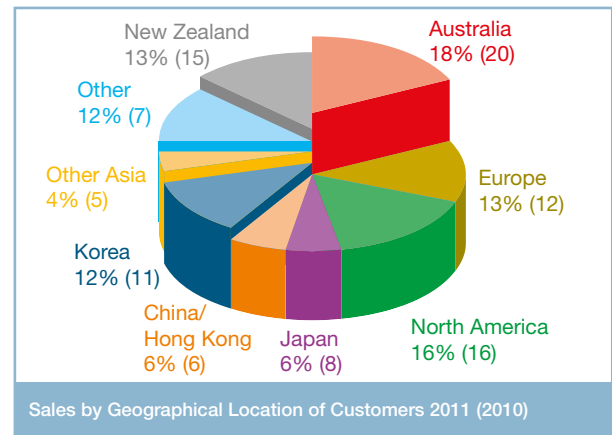 New Zealand
13% (15)
Australia
18% (20)
Other
12% (7)
Other Asia
4% (5)
Europe
13% (12)
Korea
12% (11)
China/
Hong Kong
6% (6)
Japan
6% (8)
North America
16% (16)
Sales by Geographical Location of Customers 2011 (2010)